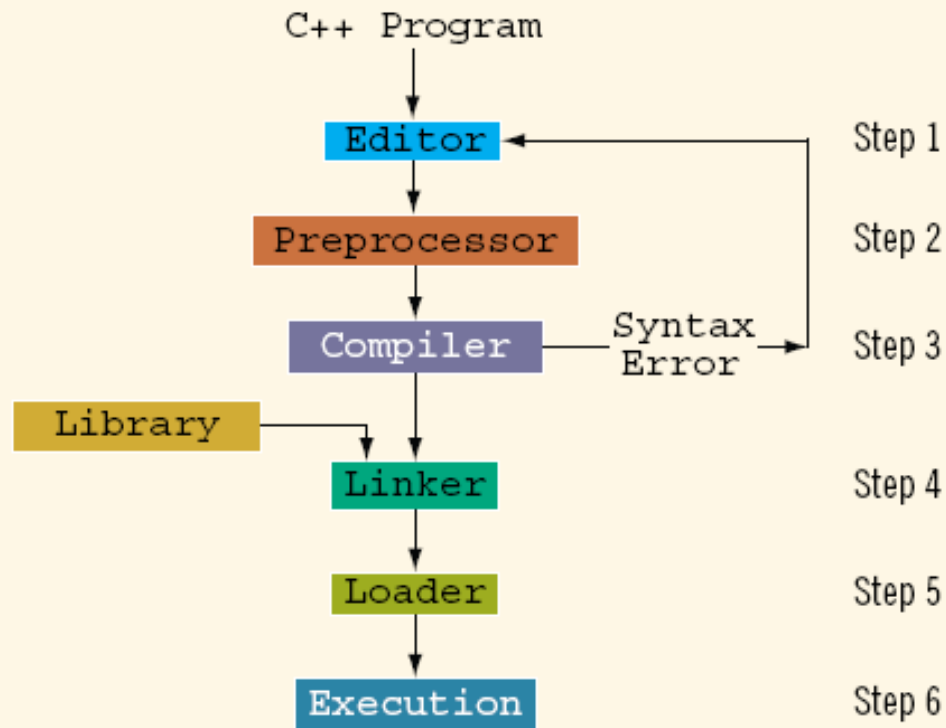 C++ Program
Editor
Step 1
Preprocessor
Step 2
Compiler
Syntax
Error
Step 3
Library
Linker
Step 4
Loader
Step 5
Execution
Step 6